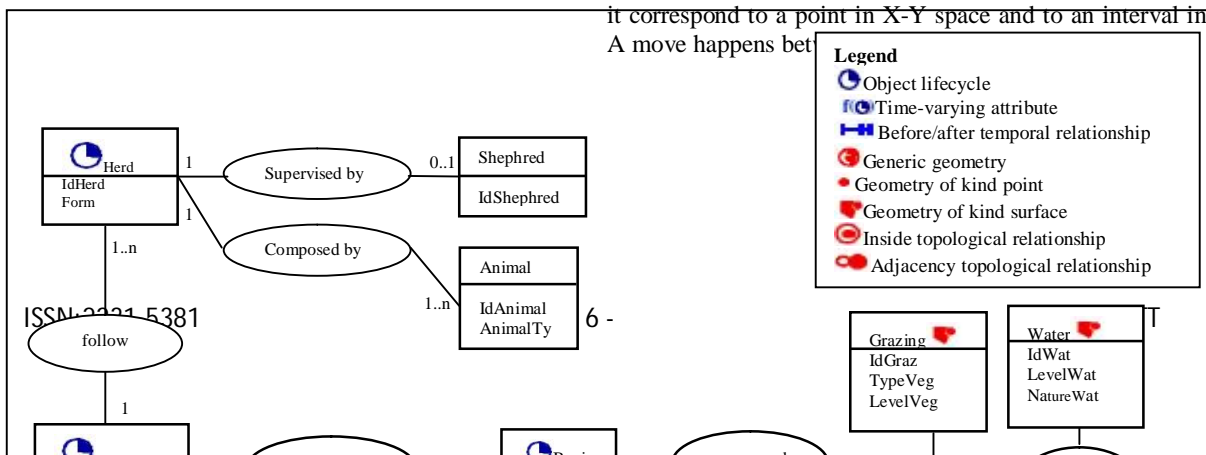 it correspond to a point in X-Y space and to an interval in
A move happens
Legend
Object lifecycle
f( )Time-varying attribute
Before/after temporal relationship
Generic geometry
Geometry of kind point
Geometry of kind surface
Inside topological relationship
Adjacency topological relationship
Herd
IdHerd
Form
1
Supervised by
0..1
Shephred
IdShephred
1
Composed by
1..n
Animal
IdAnimal
AnimalTy
1..n
ISSN:2231-5381
6 -
follow
1
Grazing
IdGraz
TypeVeg
LevelVeg
Water
IdWat
LevelWat
NatureWat